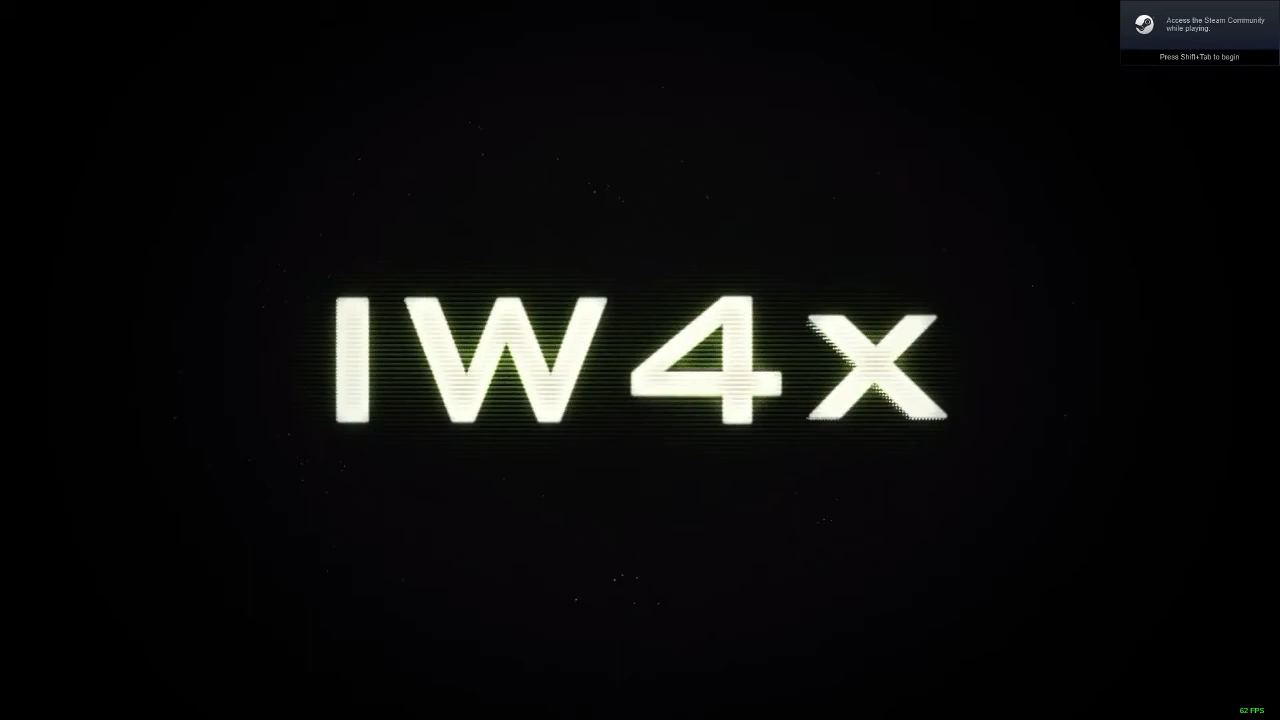 Access the Steam Community
while playing.
Press Shift+Tab to begin
IW4x
62 FPS